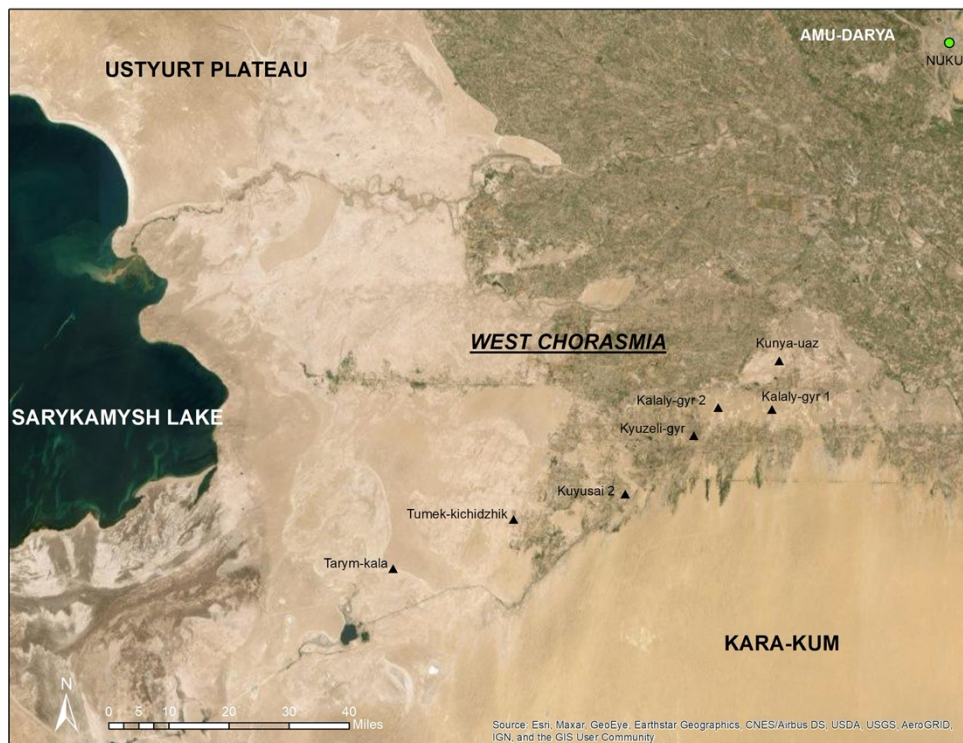 AMU-DARYA
NUKU
USTYURT PLATEAU
WEST CHORASMIA
Kunya-uaz
Kalaly-gyr 2
Kalaly-gyr 1
SARYKAMYSH LAKE
Kyuzeli-gyr
Kuyusai 2
Tumek-kichidzhik
Tarym-kala
KARA-KUM
N
0 5 10 20 30 40
Miles
Source: Esri, Maxar, GeoEye, Earthstar Geographics, CNES/Airbus DS, USDA, USGS, AeroGRID,
IGN, and the GIS User Community